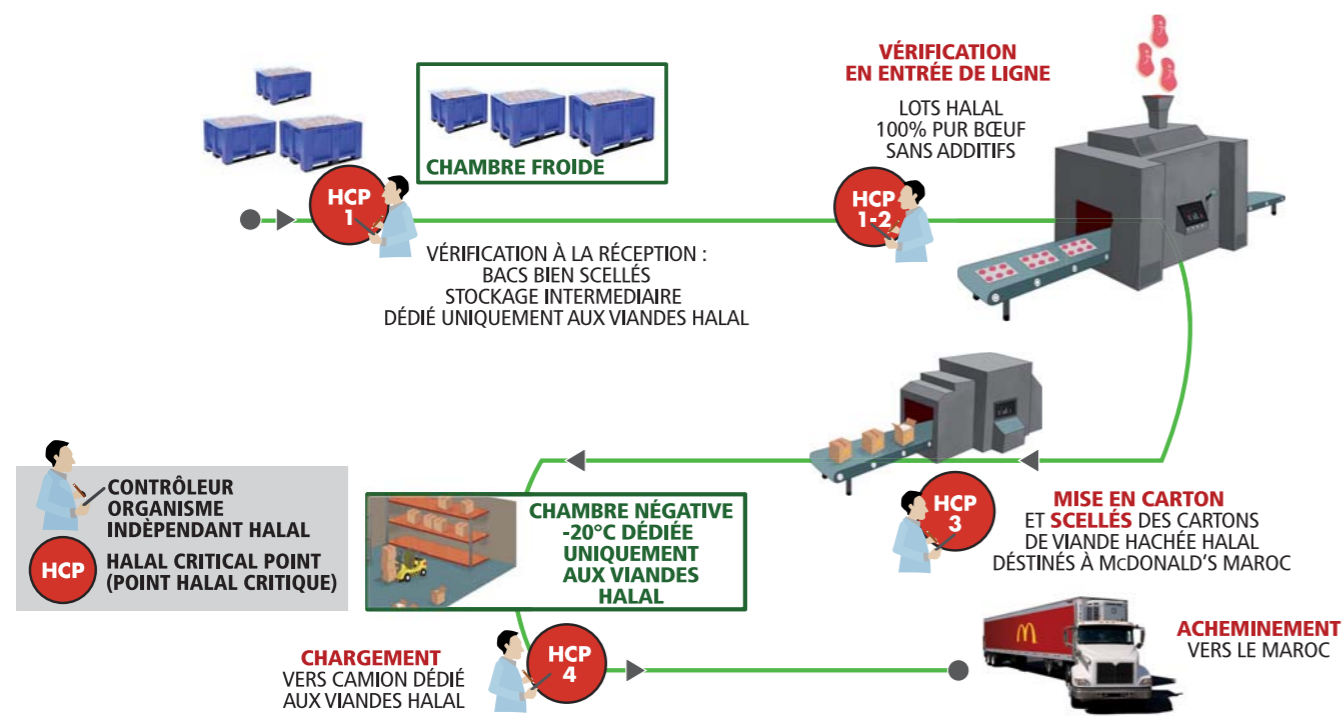 HCP
1
CHAMBRE FROIDE
VÉRIFICATION À LA RÉCEPTION :
BACS BIEN SCELLÉS
STOCKAGE INTERMEDIAIRE
DÉDIÉ UNIQUEMENT AUX VIANDES HALAL
VÉRIFICATION
EN ENTRÉE DE LIGNE
LOTS HALAL
100% PUR BŒUF
SANS ADDITIFS
HCP
1-2
HCP
3
MISE EN CARTON
ET SCELLÉS DES CARTONS
DE VIANDE HACHÉE HALAL
DÉSTINÉS À McDONALD'S MAROC
CHAMBRE NÉGATIVE
-20°C DÉDIÉE
UNIQUEMENT
AUX VIANDES
HALAL
CONTRÔLEUR
ORGANISME
INDÈPENDANT HALAL
HCP
HALAL CRITICAL POINT
(POINT HALAL CRITIQUE)
CHARGEMENT
VERS CAMION DÉDIÉ
AUX VIANDES HALAL
HCP
4
ACHEMINEMENT
VERS LE MAROC